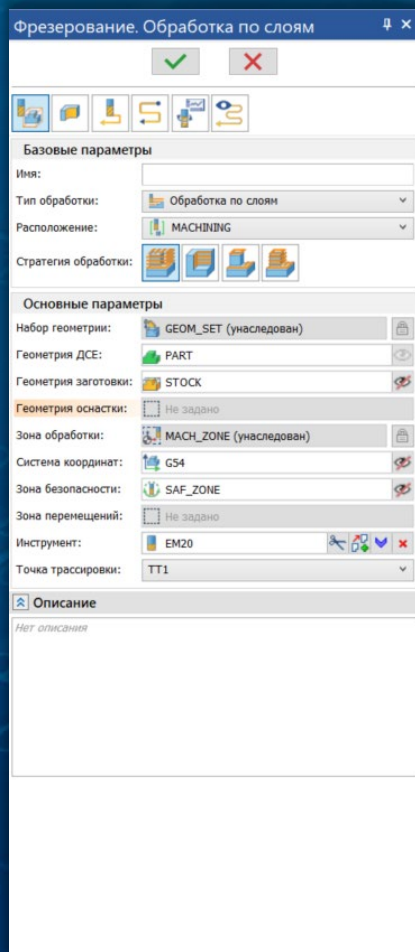 Фрезерование. Обработка по слоям
Базовые параметры
Имя:
Тип обработки: Обработка по слоям
Расположение: MACHINING
Стратегия обработки:
Основные параметры
Набор геометрии: GEOM_SET (унаследован)
Геометрия ДСЕ: PART
Геометрия заготовки: STOCK
Геометрия оснастки: Не задано
Зона обработки: MACH_ZONE (унаследован)
Система координат: G54
Зона безопасности: SAF_ZONE
Зона перемещений: Не задано
Инструмент: EM20
Точка трассировки: TT1
Описание
Нет описания